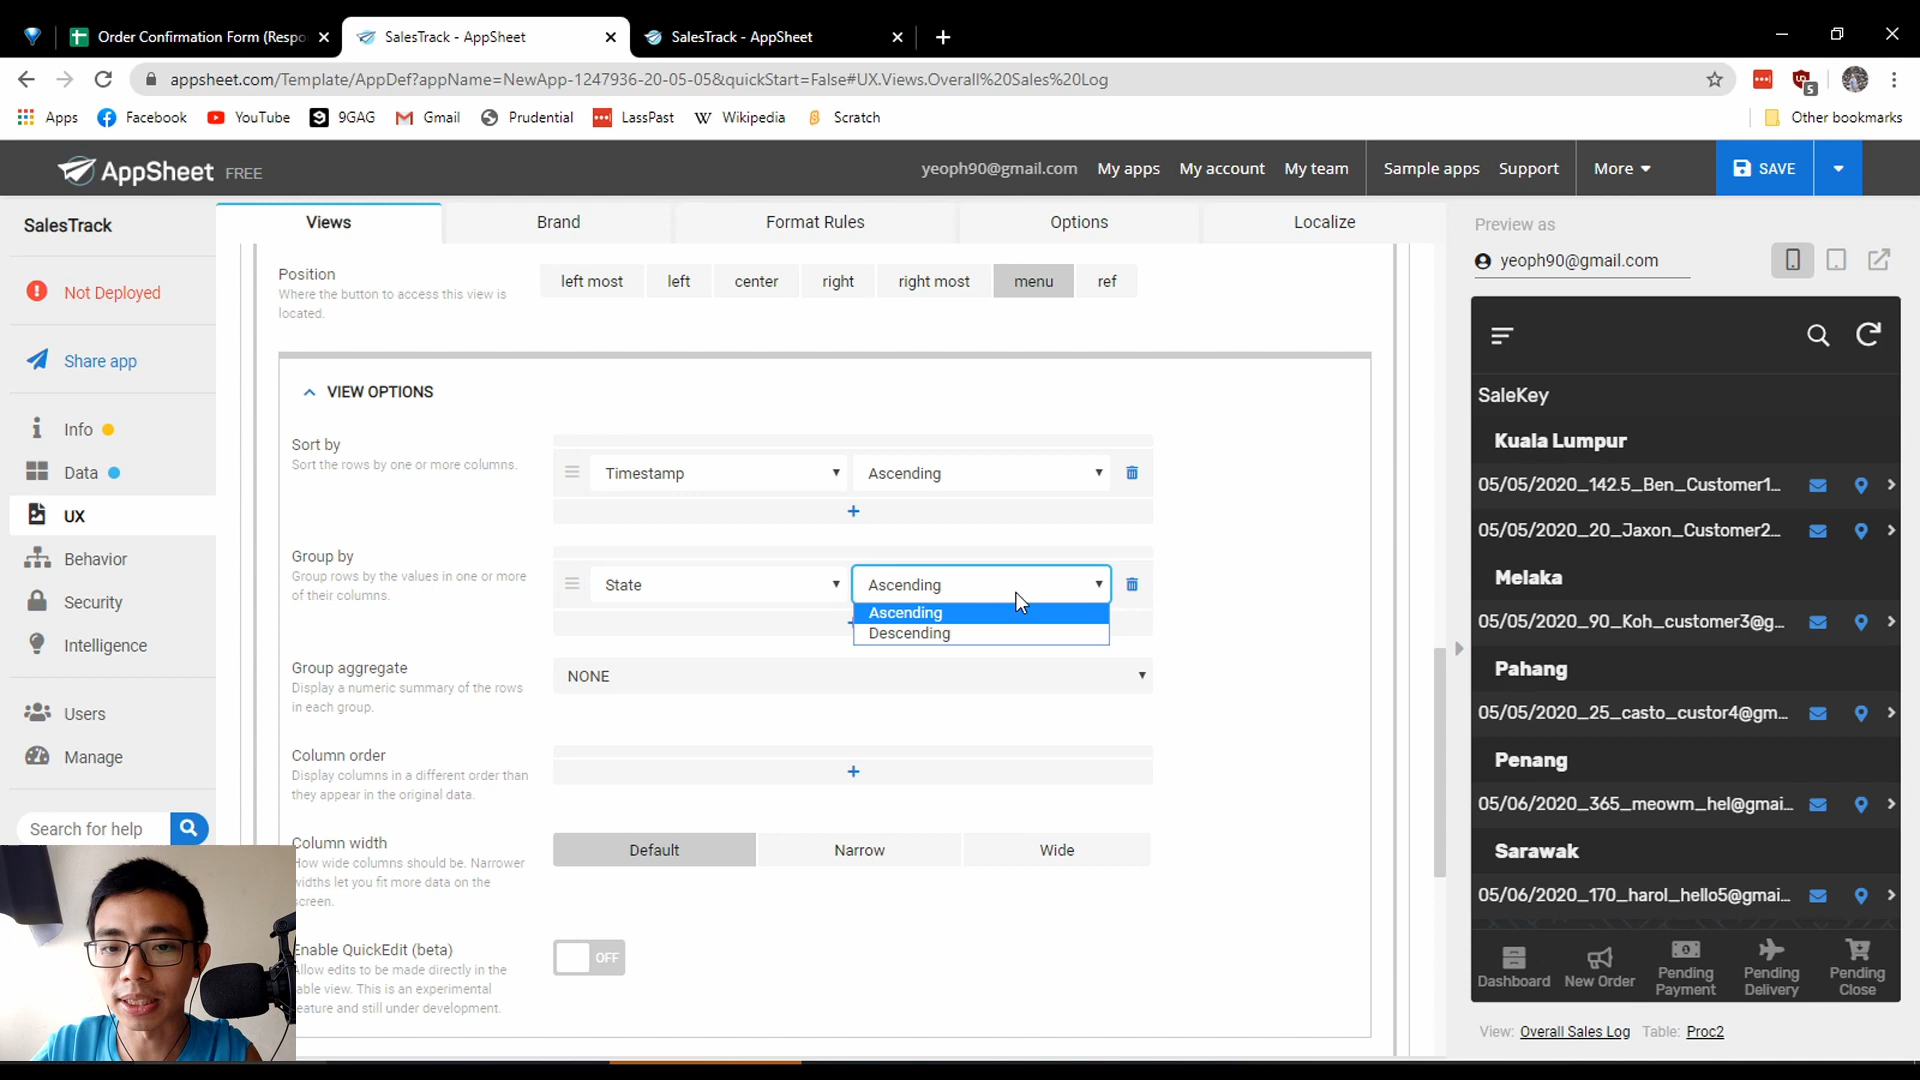 Order Confirmation Form (Respo
SalesTrack - AppSheet
SalesTrack - AppSheet
appsheet.com/Template/AppDef?appName=NewApp-1247936-20-05-05&quickStart=False#UX.Views.Overall%20Sales%20Log
5
Apps
Facebook
YouTube
9GAG
Gmail
Prudential
LassPast
Wikipedia
Scratch
Other bookmarks
AppSheet FREE
yeoph90@gmail.com
My apps
My account
My team
Sample apps
Support
More
SAVE
SalesTrack
Not Deployed
Share app
Info
Data
UX
Behavior
Security
Intelligence
Users
Manage
Search for help
Views
Brand
Format Rules
Options
Localize
Position
Where the button to access this view is
located.
left most
left
center
right
right most
menu
ref
VIEW OPTIONS
Sort by
Sort the rows by one or more columns.
Timestamp
Ascending
+
Group by
Group rows by the values in one or more
of their columns.
State
Ascending
Ascending
Descending
Group aggregate
Display a numeric summary of the rows
in each group.
NONE
Column order
Display columns in a different order than
they appear in the original data.
+
Column width
How wide columns should be. Narrower
widths let you fit more data on the
screen.
Default
Narrow
Wide
Enable QuickEdit (beta)
Allow edits to be made directly in the
table view. This is an experimental
feature and still under development.
OFF
Preview as
yeoph90@gmail.com
SaleKey
Kuala Lumpur
05/05/2020_142.5_Ben_Customer1...
05/05/2020_20_Jaxon_Customer2...
Melaka
05/05/2020_90_Koh_customer3@g...
Pahang
05/05/2020_25_casto_custor4@gm...
Penang
05/06/2020_365_meowm_hel@gmai...
Sarawak
05/06/2020_170_harol_hello5@gmai...
Dashboard
New Order
Pending
Payment
Pending
Delivery
Pending
Close
View: Overall Sales Log Table: Proc2